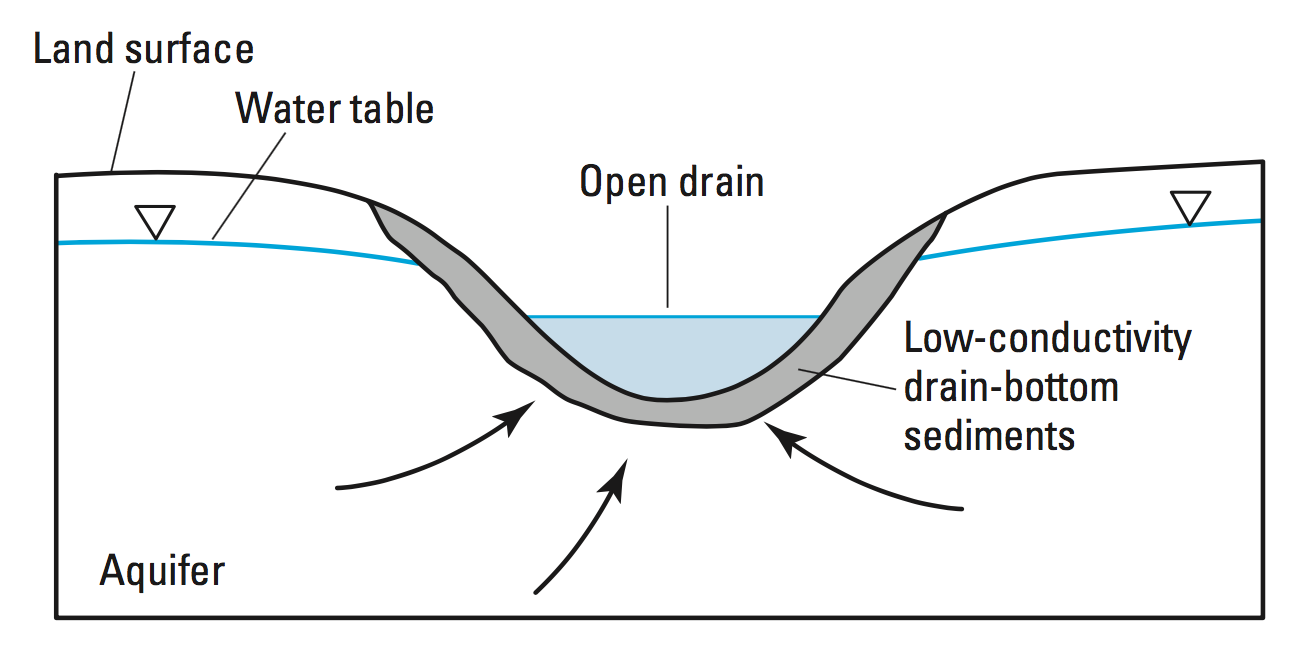 Land surface
Water table
Open drain
Low-conductivity
drain-bottom
sediments
Aquifer